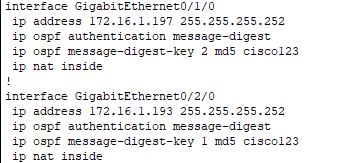 interface GigabitEthernet0/1/0
ip address 172.16.1.197 255.255.255.252
ip ospf authentication message-digest
ip ospf message-digest-key 2 md5 cisco123
ip nat inside
!
interface GigabitEthernet0/2/0
ip address 172.16.1.193 255.255.255.252
ip ospf authentication message-digest
ip ospf message-digest-key 1 md5 cisco123
ip nat inside